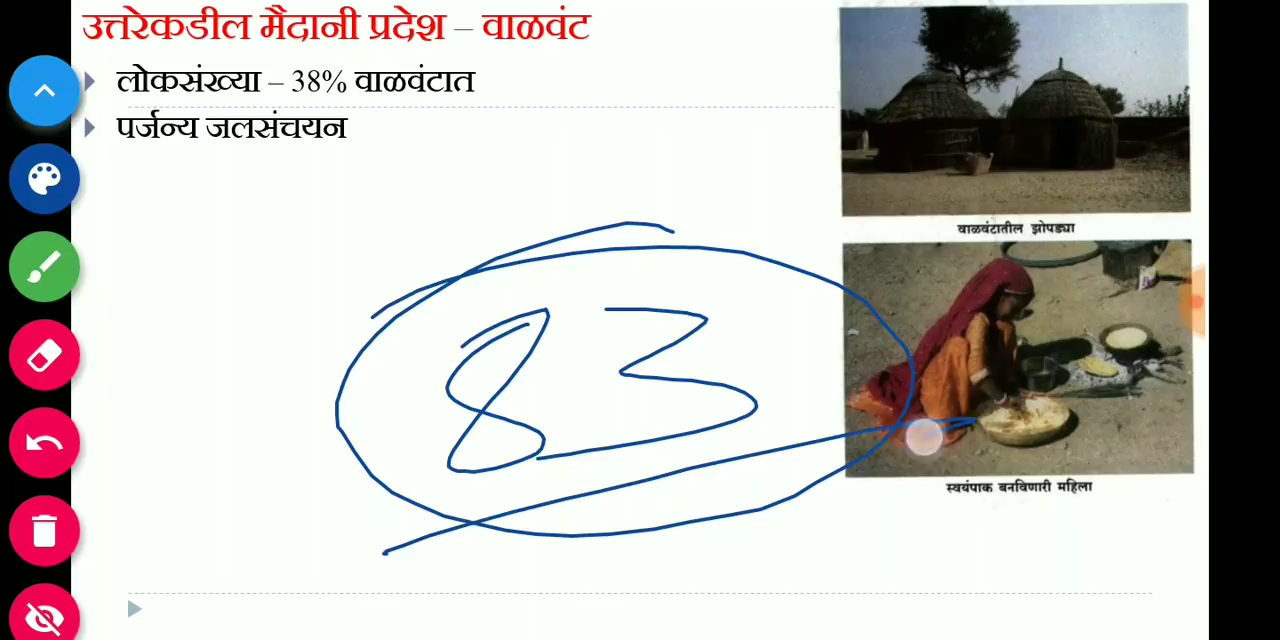 उत्तरेकडील मैदानी प्रदेश – वाळवंट
लोकसंख्या – 38% वाळवंटात
पर्जन्य जलसंचयन
83
वाळवंटातील झोपड्या
स्वयंपाक बनविणारी महिला